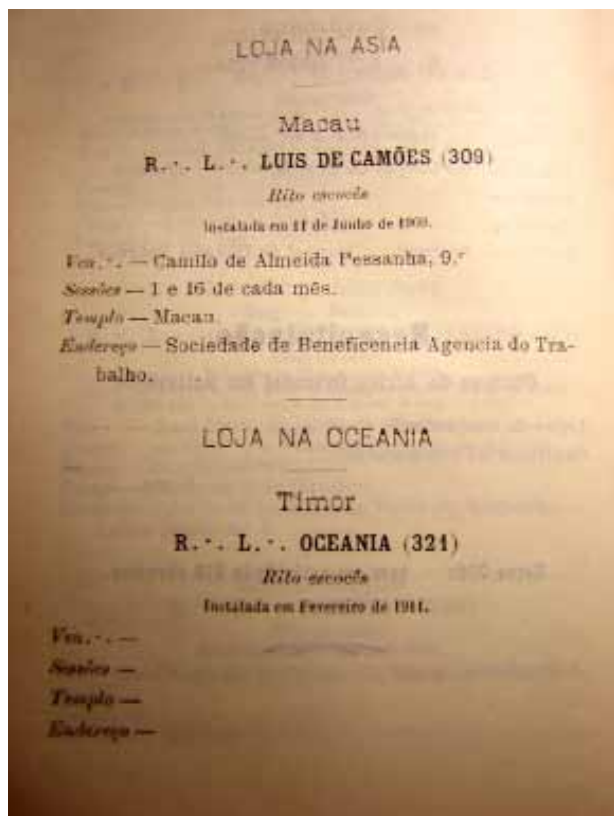 LOJA NA ASIA
Macau
R.·. L.·. LUIS DE CAMÕES (309)
Rito escocês
Instalada em 11 de Junho de 1909.
Ven.·. — Camilo de Almeida Pessanha, 9.º
Sessões — 1 e 16 de cada mês.
Templo — Macau.
Endereço — Sociedade de Beneficencia Agencia do Tra-
balho.
LOJA NA OCEANIA
Timor
R.·. L.·. OCEANIA (321)
Rito escocês
Instalada em Fevereiro de 1911.
Ven.·. —
Sessões —
Templo —
Endereço —